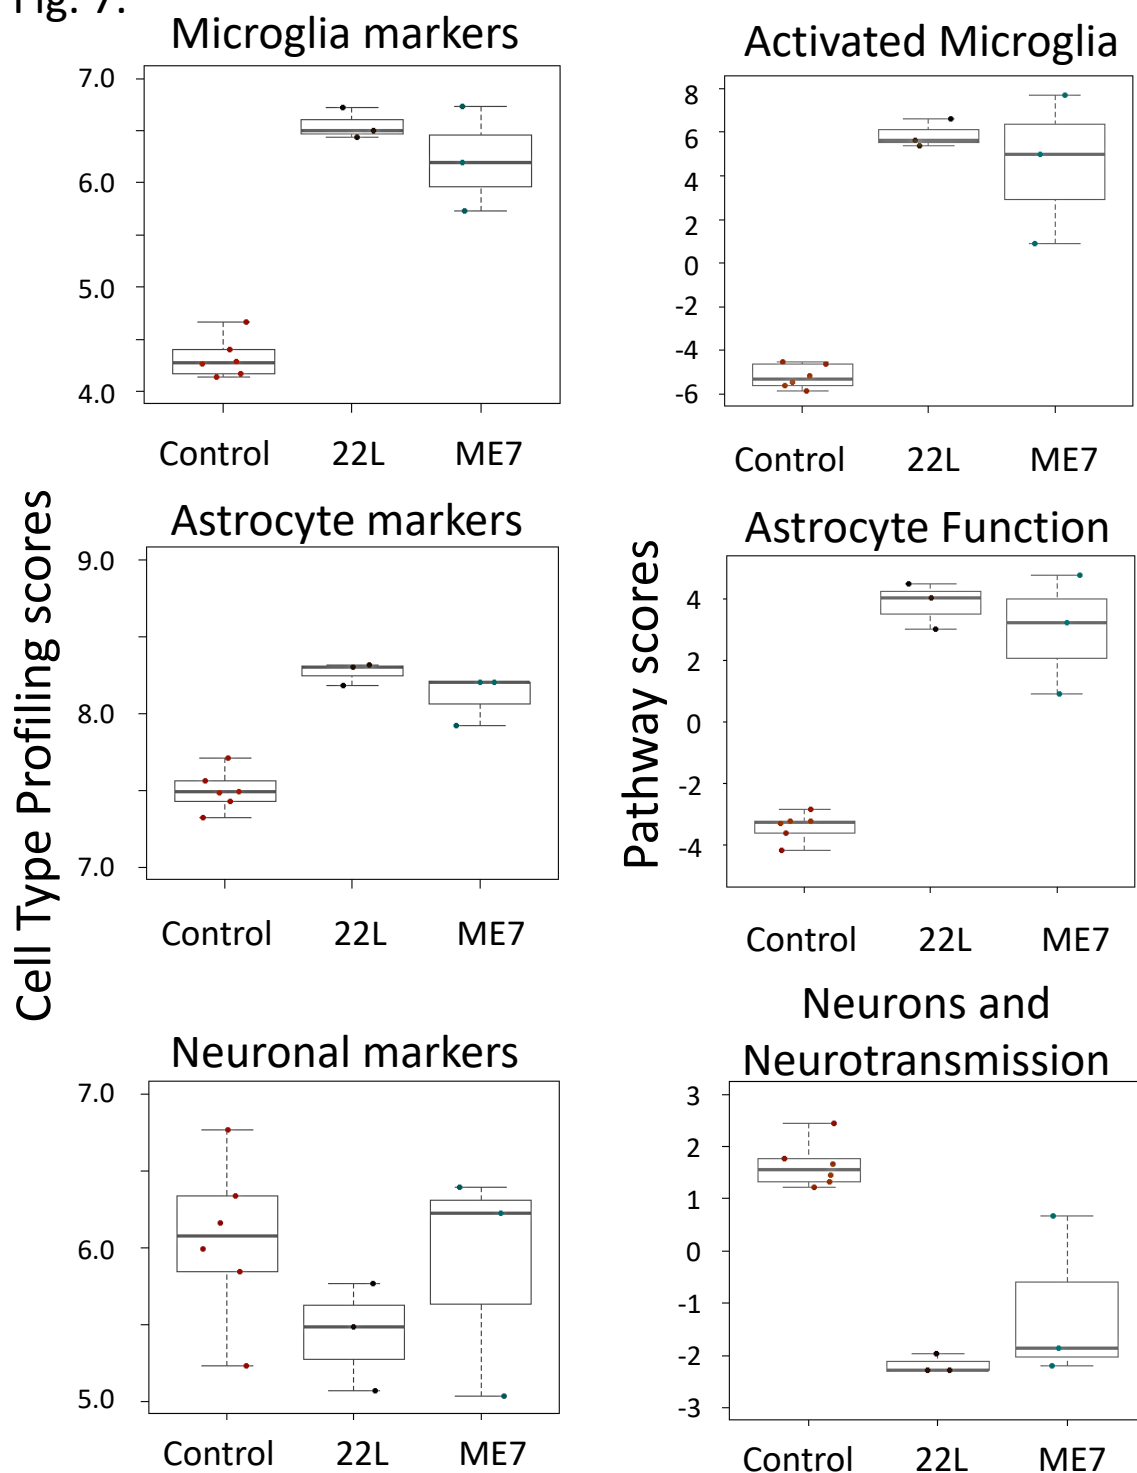 Fig. 7.
Microglia markers
7.0
6.0
5.0
4.0
Control 22L ME7
Activated Microglia
8
6
4
2
0
-2
-4
-6
Control 22L ME7
Cell Type Profiling scores
Astrocyte markers
9.0
8.0
7.0
Control 22L ME7
Pathway scores
Astrocyte Function
4
2
0
-2
-4
Control 22L ME7
Neuronal markers
7.0
6.0
5.0
Control 22L ME7
Neurons and
Neurotransmission
3
2
1
0
-1
-2
-3
Control 22L ME7